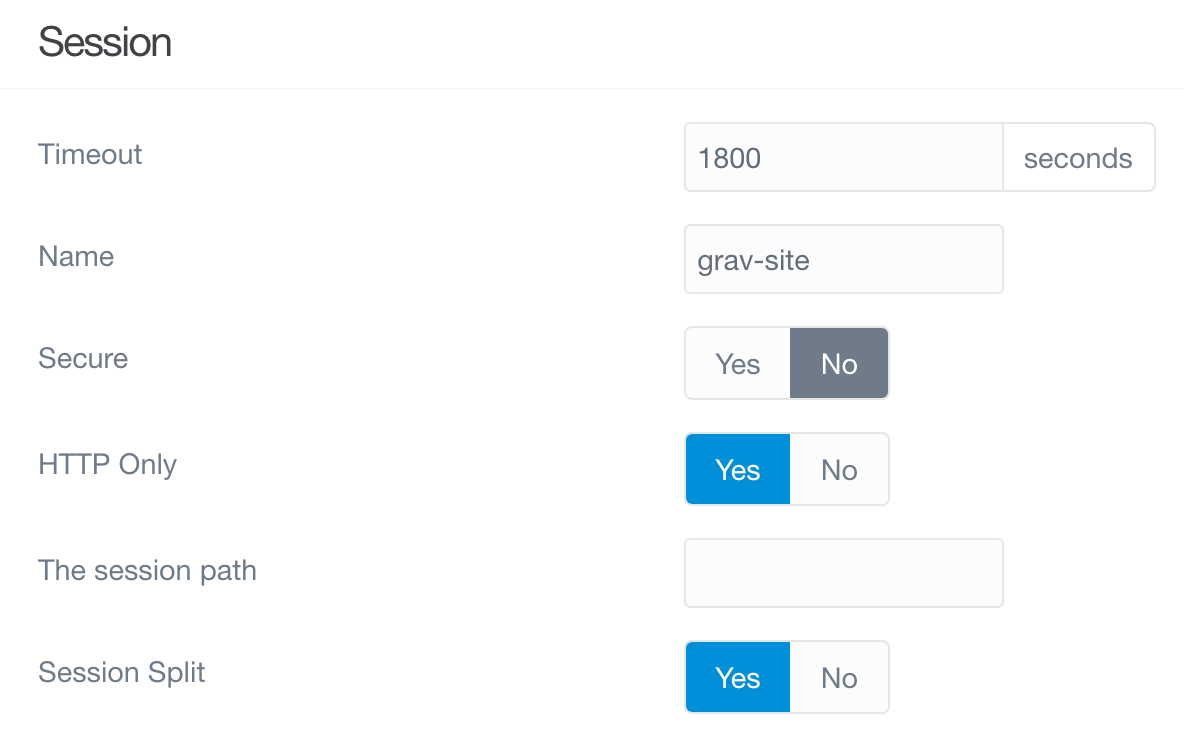 Session
Timeout 1800 seconds
Name grav-site
Secure Yes No
HTTP Only Yes No
The session path
Session Split Yes No